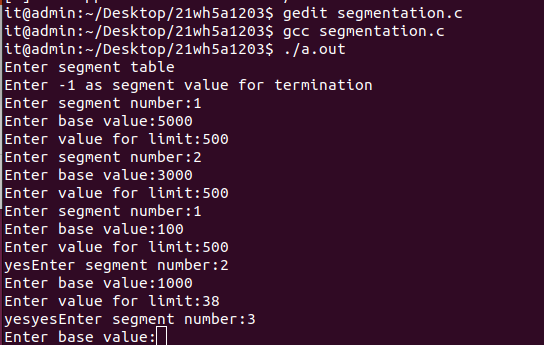 it@admin:~/Desktop/21wh5a1203$ gedit segmentation.c
it@admin:~/Desktop/21wh5a1203$ gcc segmentation.c
it@admin:~/Desktop/21wh5a1203$ ./a.out
Enter segment table
Enter -1 as segment value for termination
Enter segment number:1
Enter base value:5000
Enter value for limit:500
Enter segment number:2
Enter base value:3000
Enter value for limit:500
Enter segment number:1
Enter base value:100
Enter value for limit:500
yesEnter segment number:2
Enter base value:1000
Enter value for limit:38
yesyesEnter segment number:3
Enter base value: